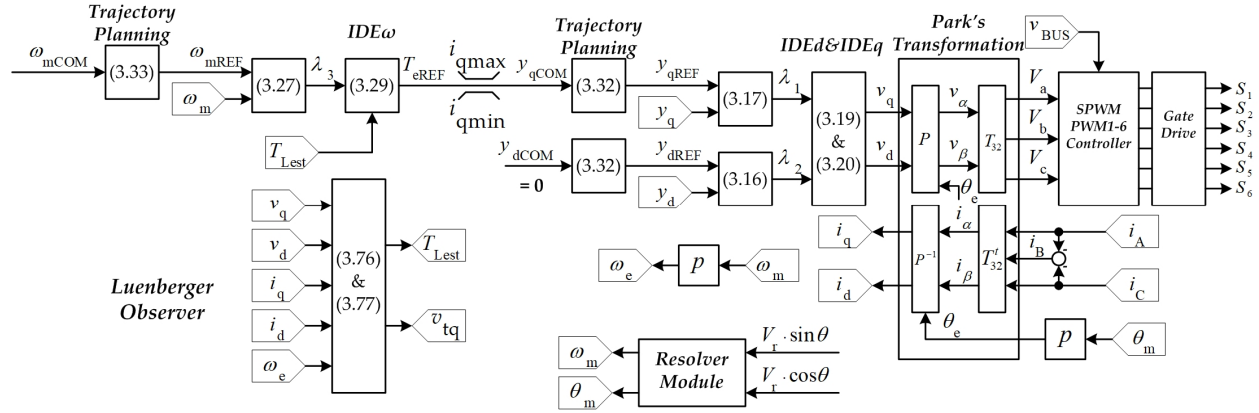 Trajectory
Planning
ω_mCOM
(3.33)
ω_mREF
ω_m
(3.27)
λ_3
IDEω
(3.29)
T_eREF
T_Lest
i_qmax
i_qmin
y_qCOM
Trajectory
Planning
(3.32)
y_qREF
y_q
(3.17)
λ_1
y_dCOM
= 0
(3.32)
y_dREF
y_d
(3.16)
λ_2
IDEd&IDEq
(3.19)
&
(3.20)
v_q
v_d
Park's
Transformation
P
v_α
v_β
θ_e
T_32
V_a
V_b
V_c
v_BUS
SPWM
PWM1-6
Controller
Gate
Drive
S_1
S_2
S_3
S_4
S_5
S_6
v_q
v_d
i_q
i_d
ω_e
Luenberger
Observer
(3.76)
&
(3.77)
T_Lest
v_tq
ω_e
p
ω_m
i_q
i_d
P^-1
i_α
i_β
T^t_32
i_B
-
-
i_A
i_C
θ_e
p
θ_m
ω_m
θ_m
Resolver
Module
V_r · sinθ
V_r · cosθ